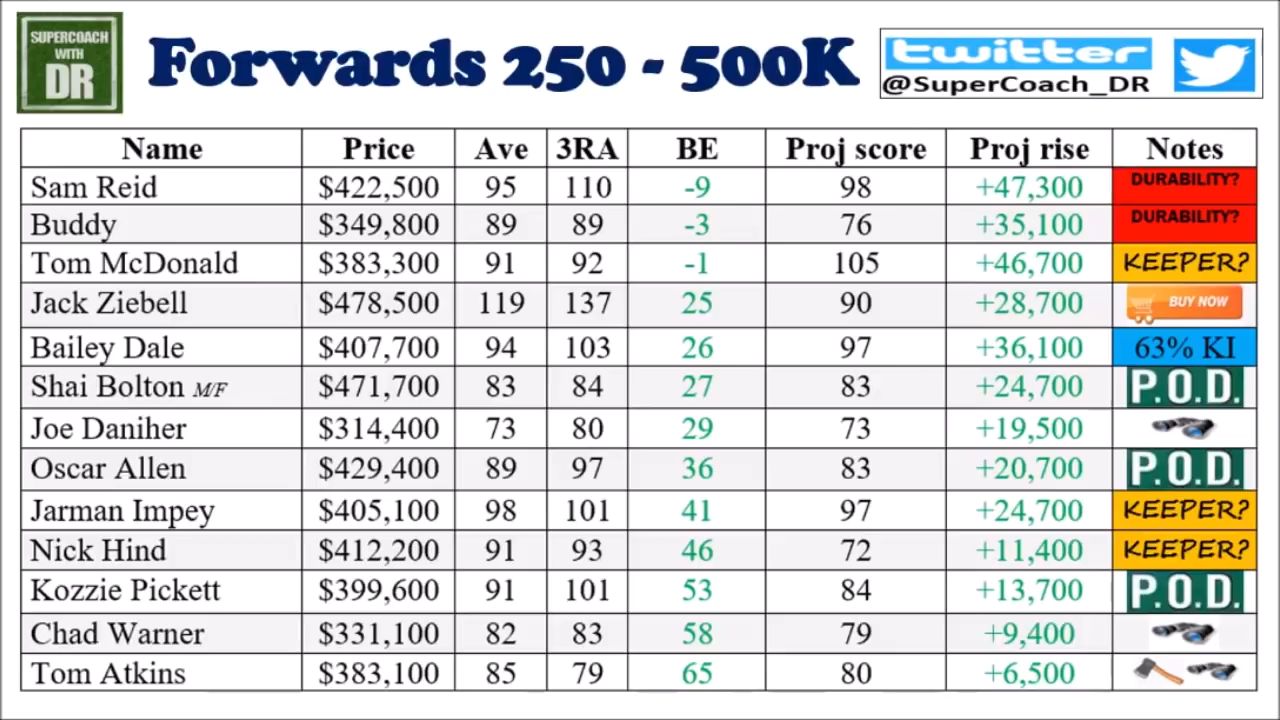 SUPERCOACH
WITH
DR
Forwards 250 - 500K
twitter
@SuperCoach_DR
Name Price Ave 3RA BE Proj score Proj rise Notes
Sam Reid $422,500 95 110 -9 98 +47,300 DURABILITY?
Buddy $349,800 89 89 -3 76 +35,100 DURABILITY?
Tom McDonald $383,300 91 92 -1 105 +46,700 KEEPER?
Jack Ziebell $478,500 119 137 25 90 +28,700 BUY NOW
Bailey Dale $407,700 94 103 26 97 +36,100 63% KI
Shai Bolton M/F $471,700 83 84 27 83 +24,700 P.O.D.
Joe Daniher $314,400 73 80 29 73 +19,500
Oscar Allen $429,400 89 97 36 83 +20,700 P.O.D.
Jarman Impey $405,100 98 101 41 97 +24,700 KEEPER?
Nick Hind $412,200 91 93 46 72 +11,400 KEEPER?
Kozzie Pickett $399,600 91 101 53 84 +13,700 P.O.D.
Chad Warner $331,100 82 83 58 79 +9,400
Tom Atkins $383,100 85 79 65 80 +6,500